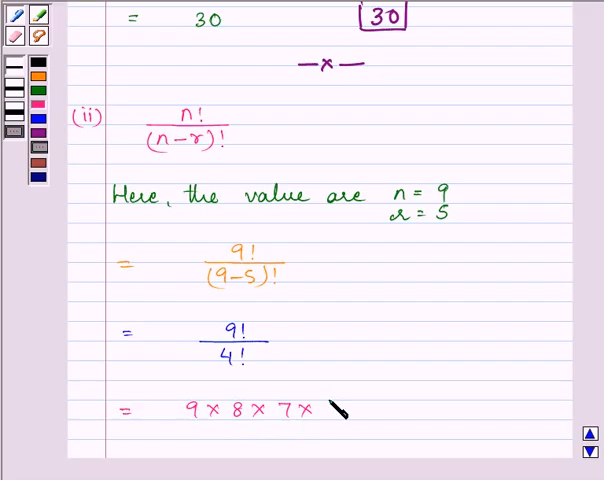 = 30 30
—x—
(ii) n! / (n-r)!
Here, the value are n = 9
r = 5
= 9! / (9-5)!
= 9! / 4!
= 9 × 8 × 7 ×